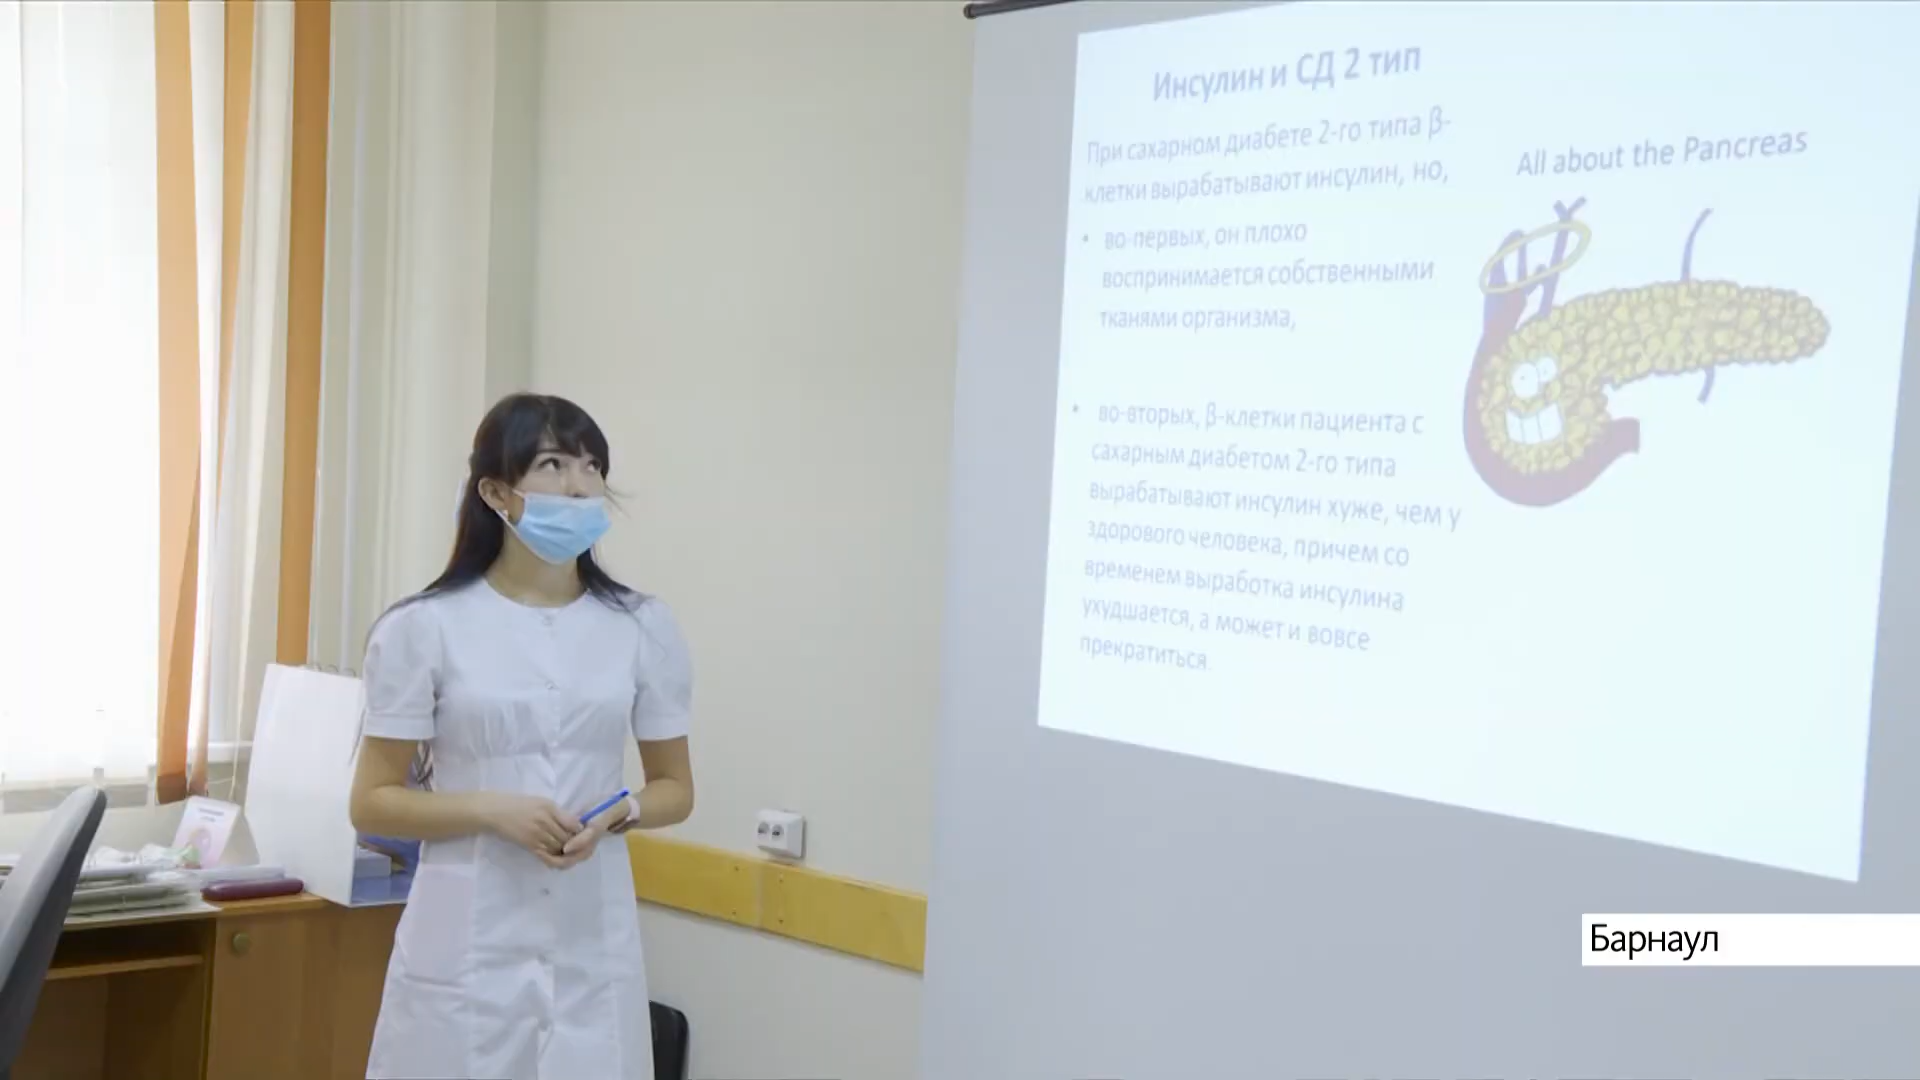 Инсулин и СД 2 тип
При сахарном диабете 2-го типа β-
клетки вырабатывают инсулин, но,
• во-первых, он плохо
воспринимается собственными
тканями организма,
• во-вторых, β-клетки пациента с
сахарным диабетом 2-го типа
вырабатывают инсулин хуже, чем у
здорового человека, причем со
временем выработка инсулина
ухудшается, а может и вовсе
прекратиться.
All about the Pancreas
Барнаул